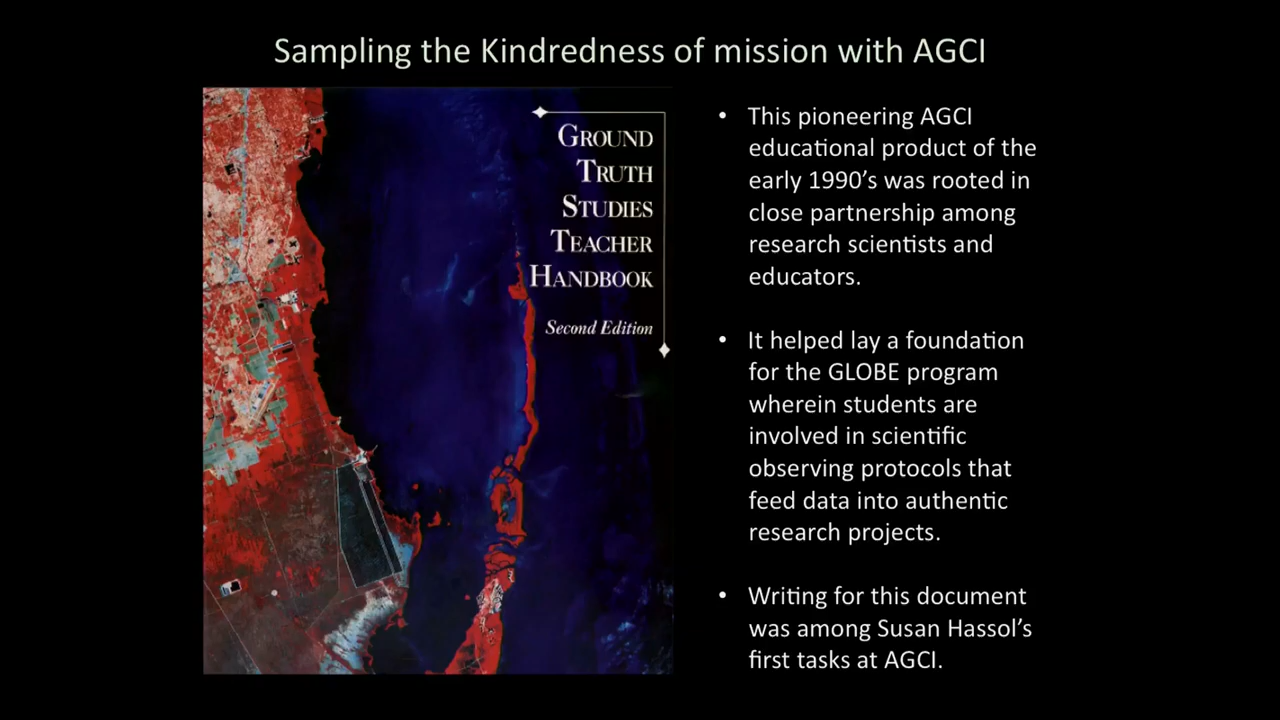 Sampling the Kindredness of mission with AGCI
GROUND
TRUTH
STUDIES
TEACHER
HANDBOOK
Second Edition
• This pioneering AGCI
educational product of the
early 1990’s was rooted in
close partnership among
research scientists and
educators.
• It helped lay a foundation
for the GLOBE program
wherein students are
involved in scientific
observing protocols that
feed data into authentic
research projects.
• Writing for this document
was among Susan Hassol’s
first tasks at AGCI.